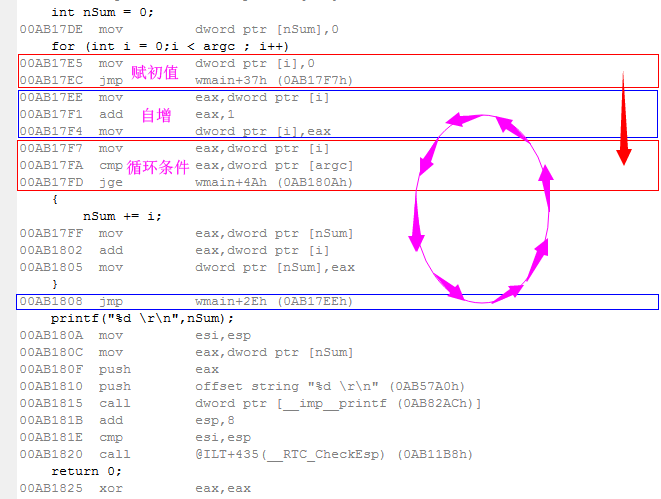 int nSum = 0;
00AB17DE mov dword ptr [nSum],0
for (int i = 0;i < argc ; i++)
00AB17E5 mov dword ptr [i],0
00AB17EC jmp 赋初值 wmain+37h (0AB17F7h)
00AB17EE mov eax,dword ptr [i]
00AB17F1 add 自增 eax,1
00AB17F4 mov dword ptr [i],eax
00AB17F7 mov eax,dword ptr [i]
00AB17FA cmp 循环条件 eax,dword ptr [argc]
00AB17FD jge wmain+4Ah (0AB180Ah)
{
nSum += i;
00AB17FF mov eax,dword ptr [nSum]
00AB1802 add eax,dword ptr [i]
00AB1805 mov dword ptr [nSum],eax
}
00AB1808 jmp wmain+2Eh (0AB17EEh)
printf("%d \r\n",nSum);
00AB180A mov esi,esp
00AB180C mov eax,dword ptr [nSum]
00AB180F push eax
00AB1810 push offset string "%d \r\n" (0AB57A0h)
00AB1815 call dword ptr [__imp__printf (0AB82ACh)]
00AB181B add esp,8
00AB181E cmp esi,esp
00AB1820 call @ILT+435(__RTC_CheckEsp) (0AB11B8h)
return 0;
00AB1825 xor eax,eax